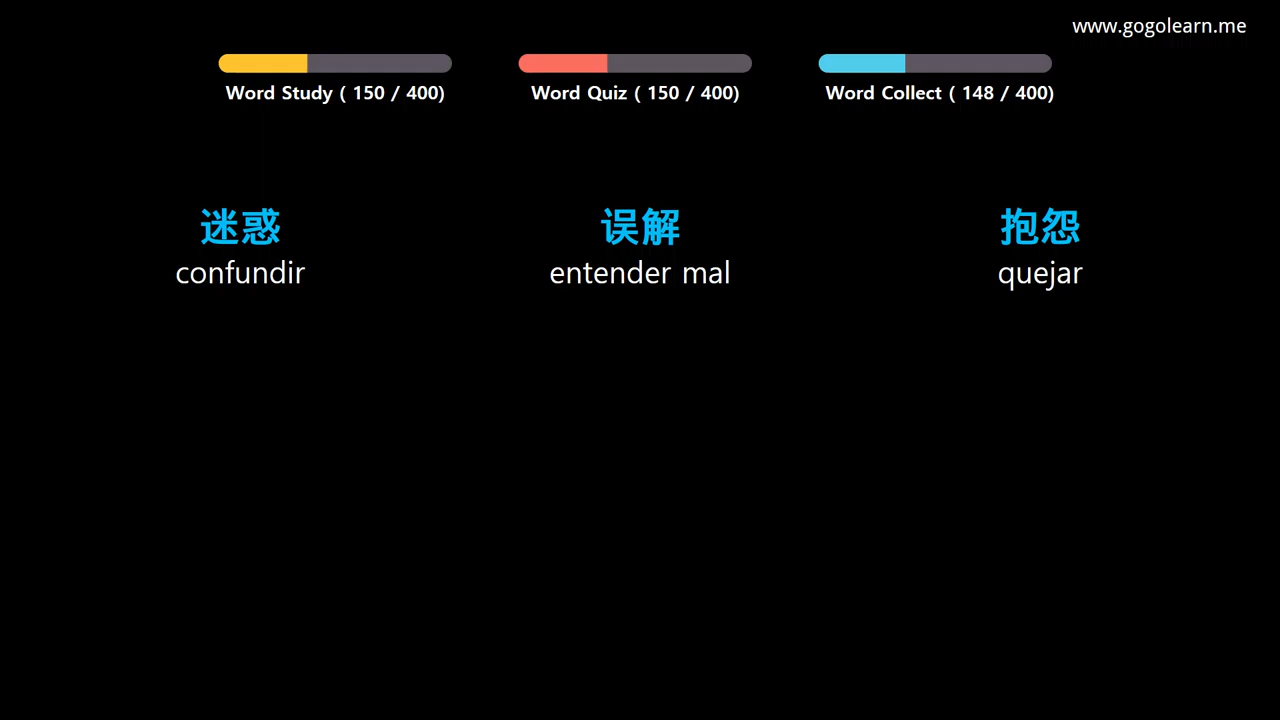 www.gogolearn.me
Word Study ( 150 / 400)
Word Quiz ( 150 / 400)
Word Collect ( 148 / 400)
迷惑
误解
抱怨
confundir
entender mal
quejar